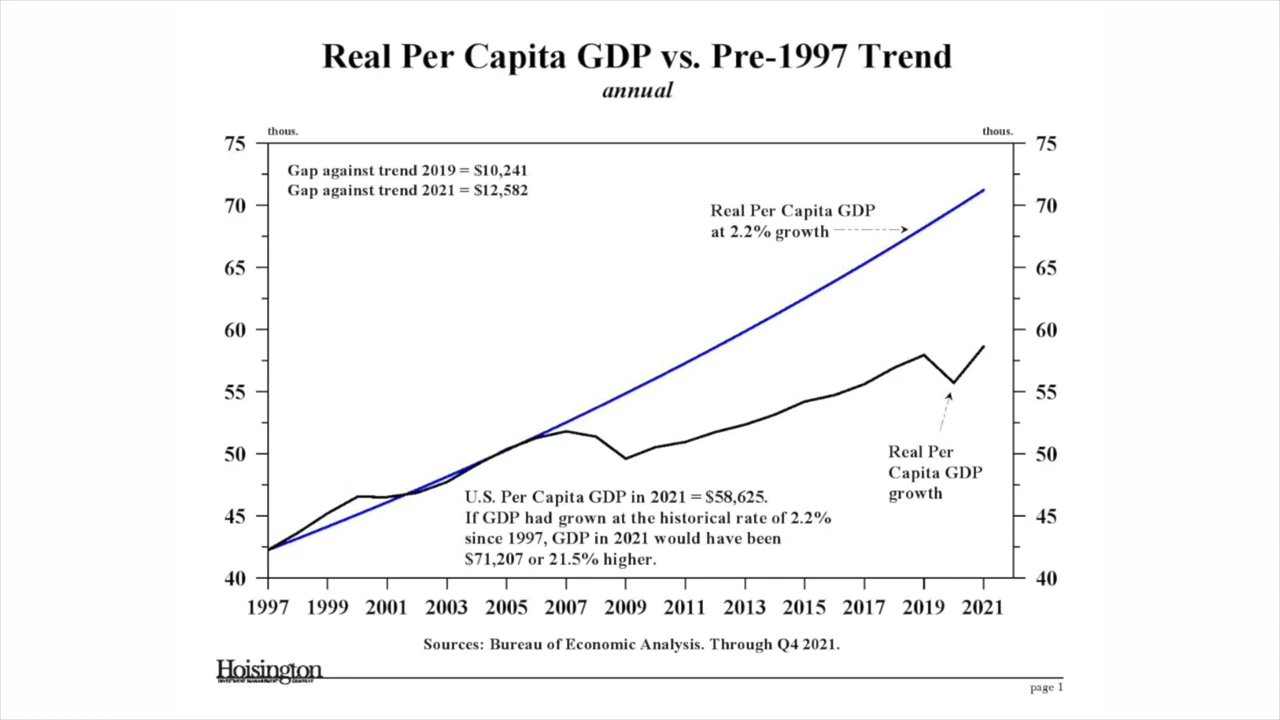 Real Per Capita GDP vs. Pre-1997 Trend
annual
thous.
thous.
75
75
Gap against trend 2019 = $10,241
Gap against trend 2021 = $12,582
70
70
Real Per Capita GDP
at 2.2% growth
65
65
60
60
55
55
50
50
Real Per
Capita GDP
growth
45
45
U.S. Per Capita GDP in 2021 = $58,625.
If GDP had grown at the historical rate of 2.2%
since 1997, GDP in 2021 would have been
$71,207 or 21.5% higher.
40
40
1997 1999 2001 2003 2005 2007 2009 2011 2013 2015 2017 2019 2021
Sources: Bureau of Economic Analysis. Through Q4 2021.
Hoisington
INVESTMENT MANAGEMENT COMPANY
page 1